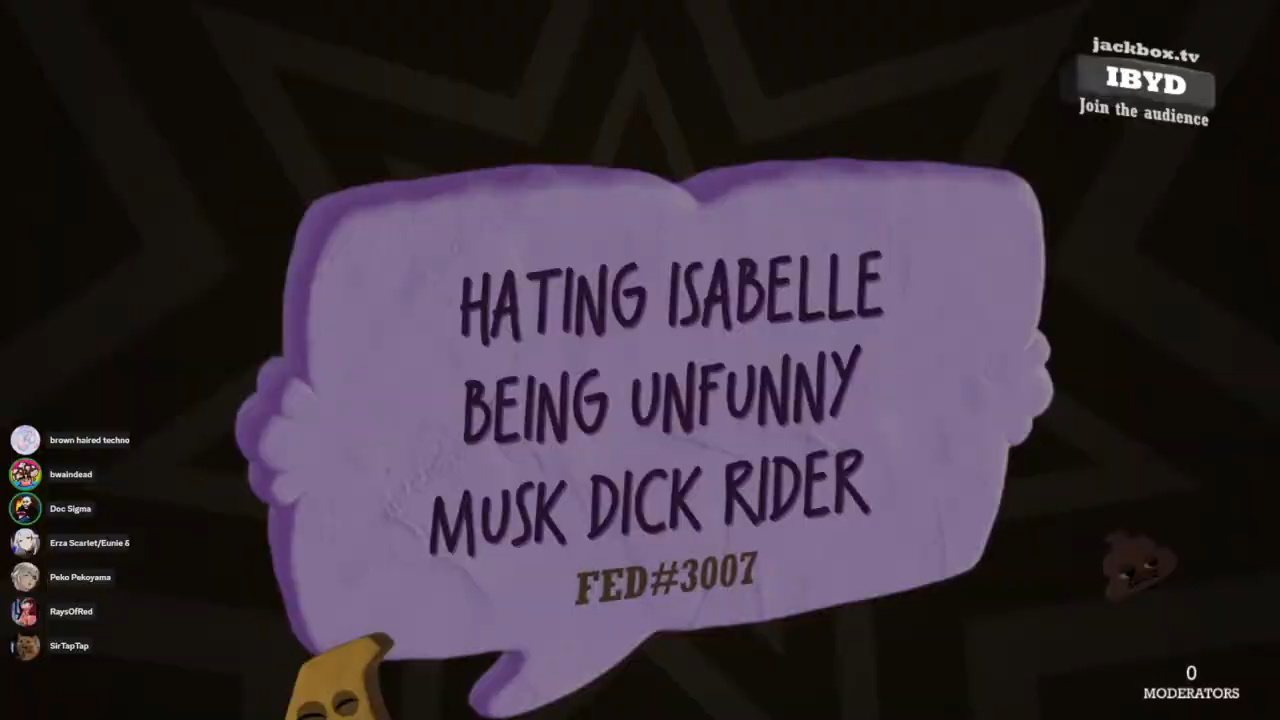 jackbox.tv
IBYD
Join the audience
HATING ISABELLE
BEING UNFUNNY
MUSK DICK RIDER
FED#3007
brown haired techno
bwaindead
Doc Sigma
Erza Scarlet/Eunie &
Peko Pekoyama
RaysOfRed
SirTapTap
0
MODERATORS